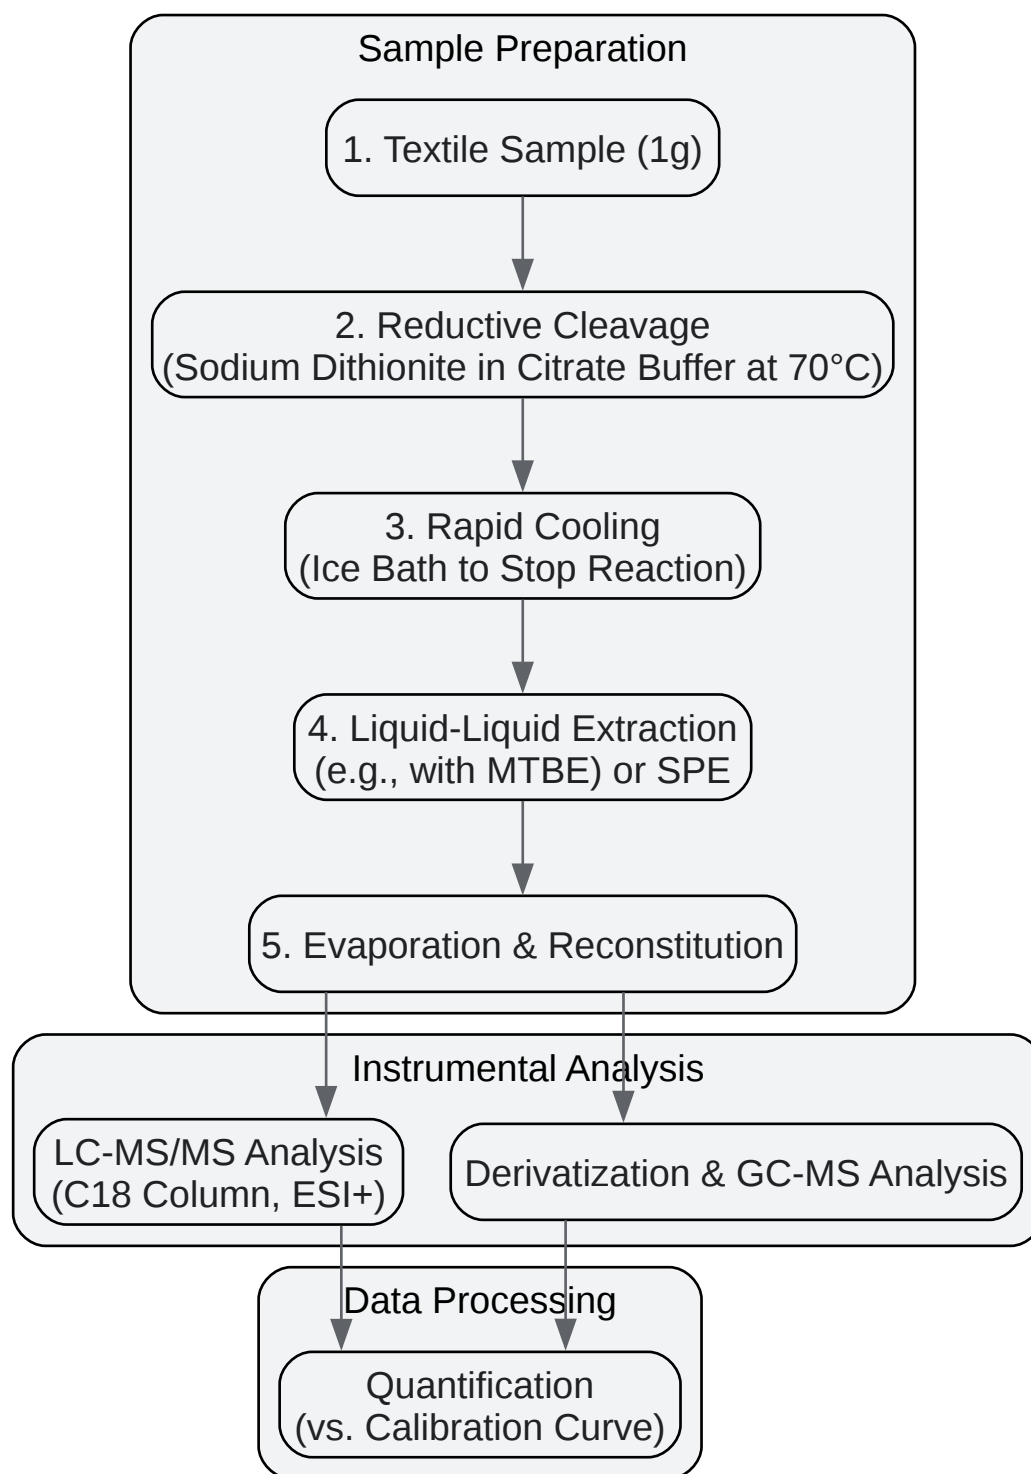 Sample Preparation
1. Textile Sample (1g)
2. Reductive Cleavage
(Sodium Dithionite in Citrate Buffer at 70°C)
3. Rapid Cooling
(Ice Bath to Stop Reaction)
4. Liquid-Liquid Extraction
(e.g., with MTBE) or SPE
5. Evaporation & Reconstitution
Instrumental Analysis
LC-MS/MS Analysis
(C18 Column, ESI+)
Derivatization & GC-MS Analysis
Data Processing
Quantification
(vs. Calibration Curve)